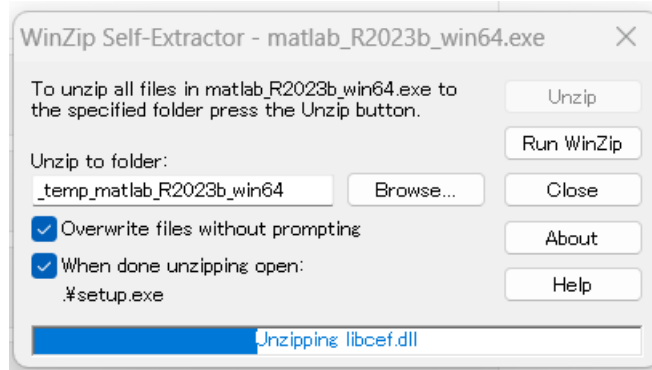 WinZip Self-Extractor - matlab_R2023b_win64.exe
To unzip all files in matlab_R2023b_win64.exe to
the specified folder press the Unzip button.
Unzip to folder:
_temp_matlab_R2023b_win64
Browse...
Overwrite files without prompting
When done unzipping open:
.¥setup.exe
Unzip
Run WinZip
Close
About
Help
Unzipping libcef.dll